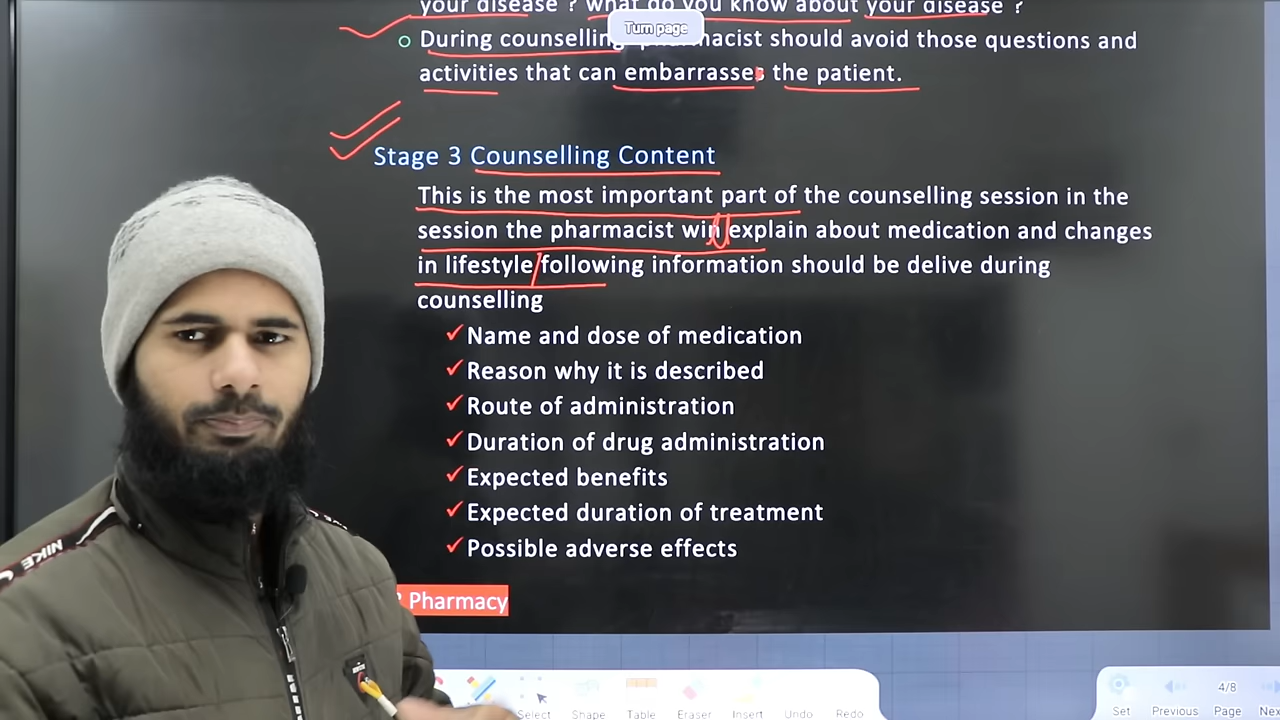 your disease ? what do you know about your disease ?
Turn page
During counselling pharmacist should avoid those questions and
activities that can embarrasses the patient.
Stage 3 Counselling Content
This is the most important part of the counselling session in the
session the pharmacist will explain about medication and changes
in lifestyle/following information should be delive during
counselling
✓Name and dose of medication
✓Reason why it is described
✓Route of administration
✓Duration of drug administration
✓Expected benefits
✓Expected duration of treatment
✓Possible adverse effects
Pharmacy
NIKE
Select
Shape
Table
Eraser
Insert
Undo
Redo
Set
Previous
4/8
Page
Nex